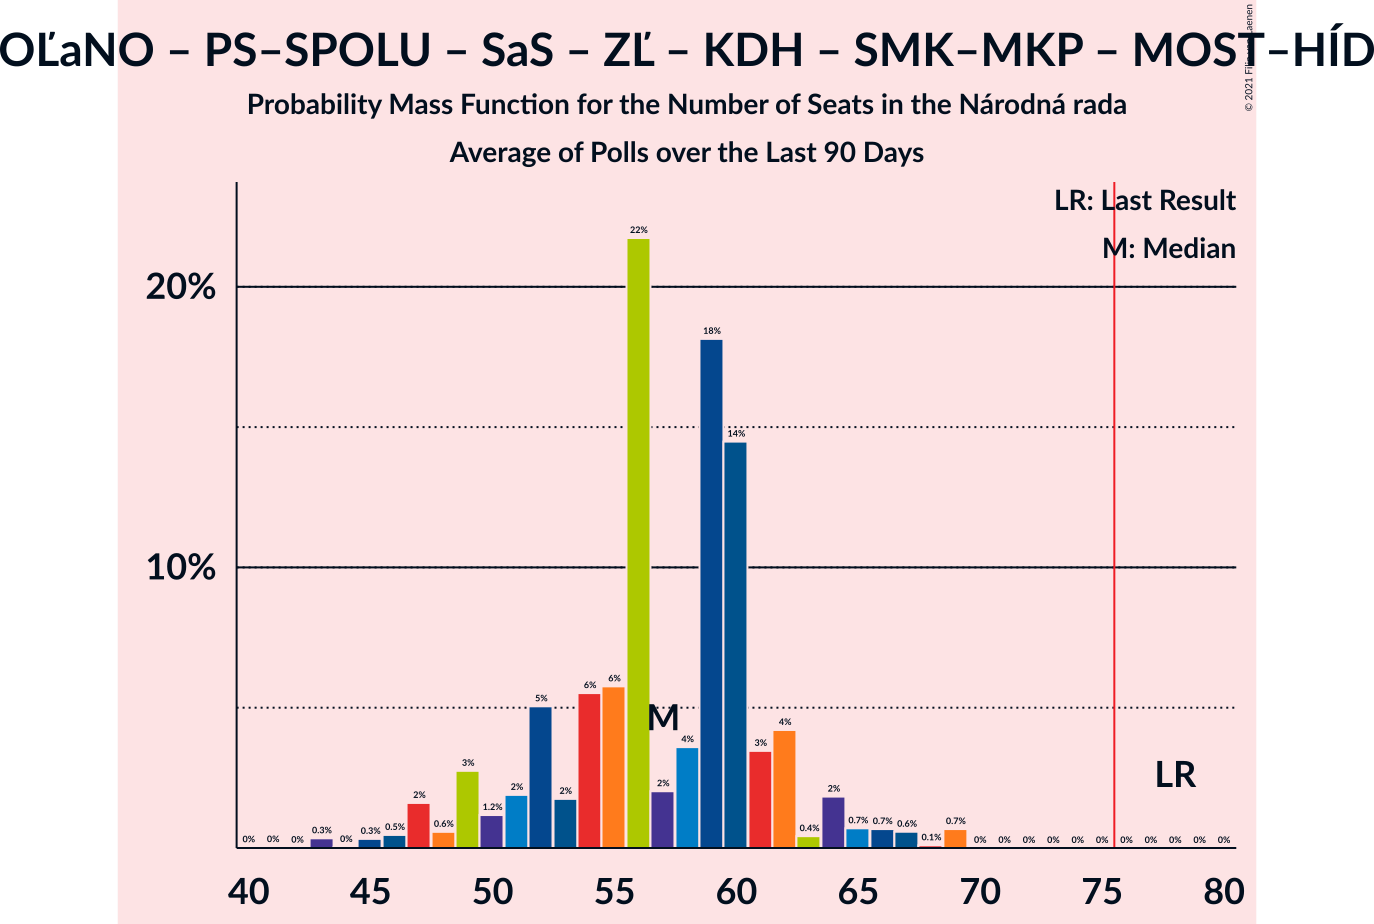 OĽaNO – PS–SPOLU – SaS – ZĽ – KDH – SMK–MKP – MOST–HÍD
Probability Mass Function for the Number of Seats in the Národná rada
Average of Polls over the Last 90 Days
© 2021
LR: Last Result
M: Median
20%
10%
0% 0% 0% 0.3% 0% 0.3% 0.5% 2% 0.6% 3% 1.2% 2% 5% 2% 6% 6% 22% 2% 4% 18% 14% 3% 4% 0.4% 2% 0.7% 0.7% 0.6% 0.1% 0.7% 0% 0% 0% 0% 0% 0% 0% 0% 0% 0% 0%
M
LR
40 45 50 55 60 65 70 75 80